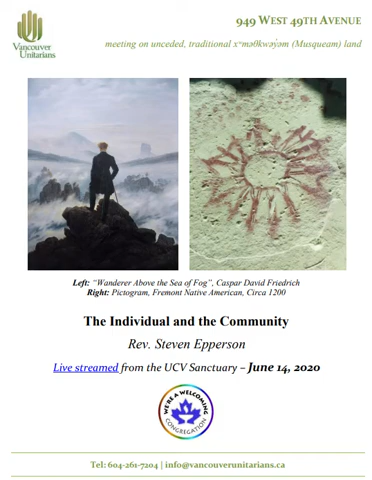 949 WEST 49TH AVENUE
Vancouver
Unitarians
meeting on unceded, traditional xʷməθkʷəy̓əm (Musqueam) land
Left: “Wanderer Above the Sea of Fog”, Caspar David Friedrich
Right: Pictogram, Fremont Native American, Circa 1200
The Individual and the Community
Rev. Steven Epperson
Live streamed from the UCV Sanctuary – June 14, 2020
WE'RE A WELCOMING
CONGREGATION
Tel: 604-261-7204 | info@vancouverunitarians.ca